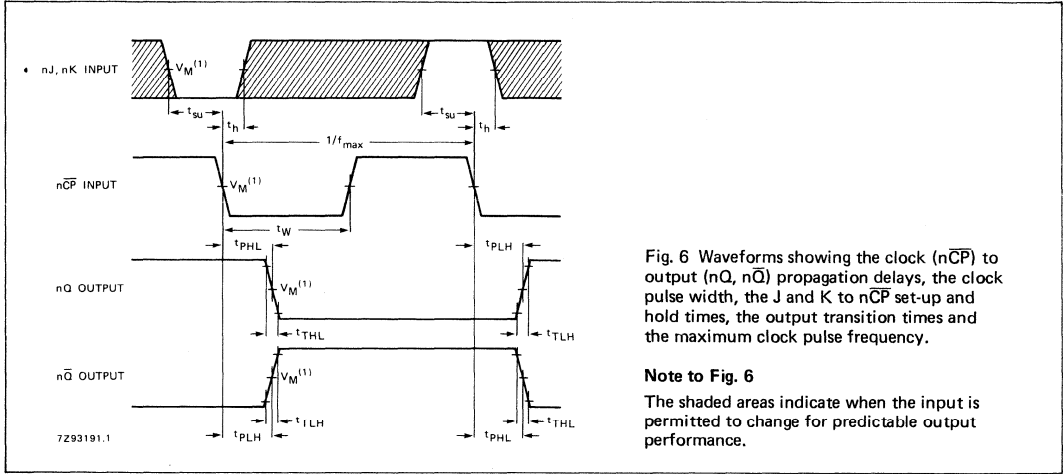 nJ, nK INPUT
VM(1)
tsu
th
tsu
th
1/fmax
nC̅P̅ INPUT
VM(1)
tW
tPHL
tPLH
nQ OUTPUT
VM(1)
tTHL
tTLH
nQ̅ OUTPUT
VM(1)
tTLH
tTHL
tPLH
tPHL
7Z93191.1
Fig. 6 Waveforms showing the clock (nC̅P̅) to
output (nQ, nQ̅) propagation delays, the clock
pulse width, the J and K to nC̅P̅ set-up and
hold times, the output transition times and
the maximum clock pulse frequency.
Note to Fig. 6
The shaded areas indicate when the input is
permitted to change for predictable output
performance.